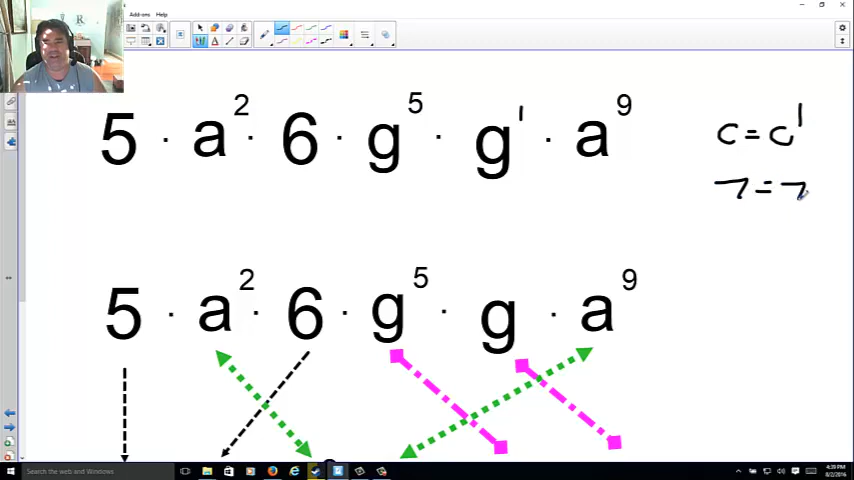 Add-ons Help
5 · a² · 6 · g⁵ · g¹ · a⁹
c = c¹
7 = 7
5 · a² · 6 · g⁵ · g · a⁹
Search the web and Windows
4:39 PM
8/2/2016